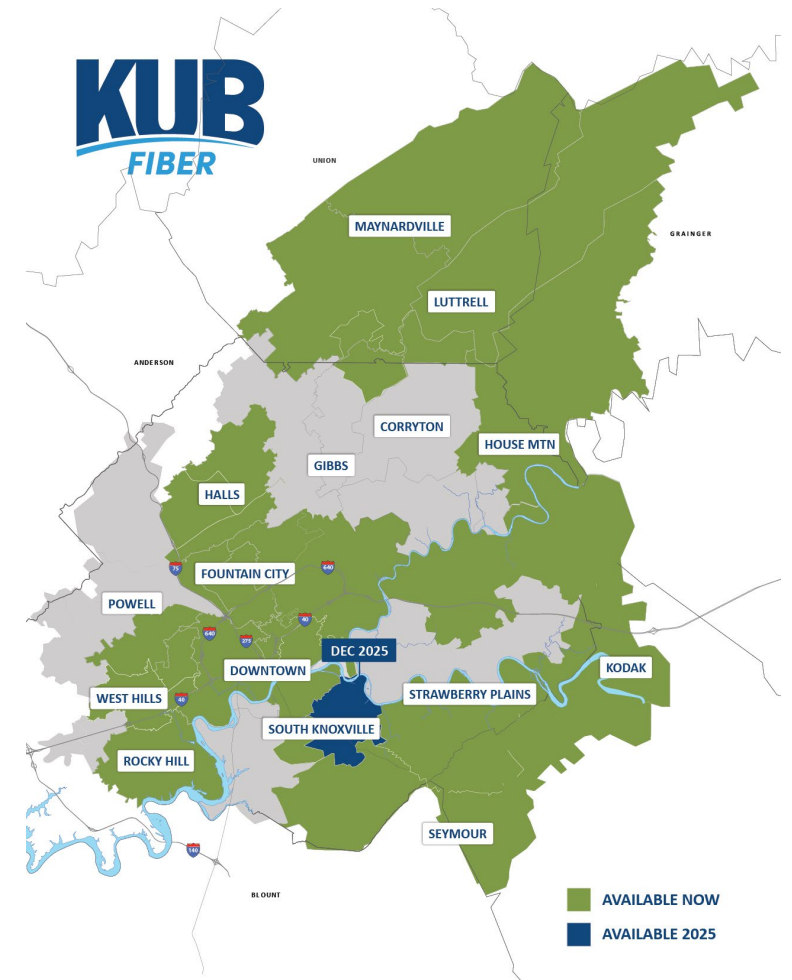 KUB
FIBER
UNION
MAYNARDVILLE
GRAINGER
LUTTRELL
ANDERSON
CORRYTON
HOUSE MTN
GIBBS
HALLS
75
FOUNTAIN CITY
640
POWELL
40
640
275
DEC 2025
DOWNTOWN
KODAK
WEST HILLS
40
STRAWBERRY PLAINS
SOUTH KNOXVILLE
ROCKY HILL
SEYMOUR
140
BLOUNT
AVAILABLE NOW
AVAILABLE 2025